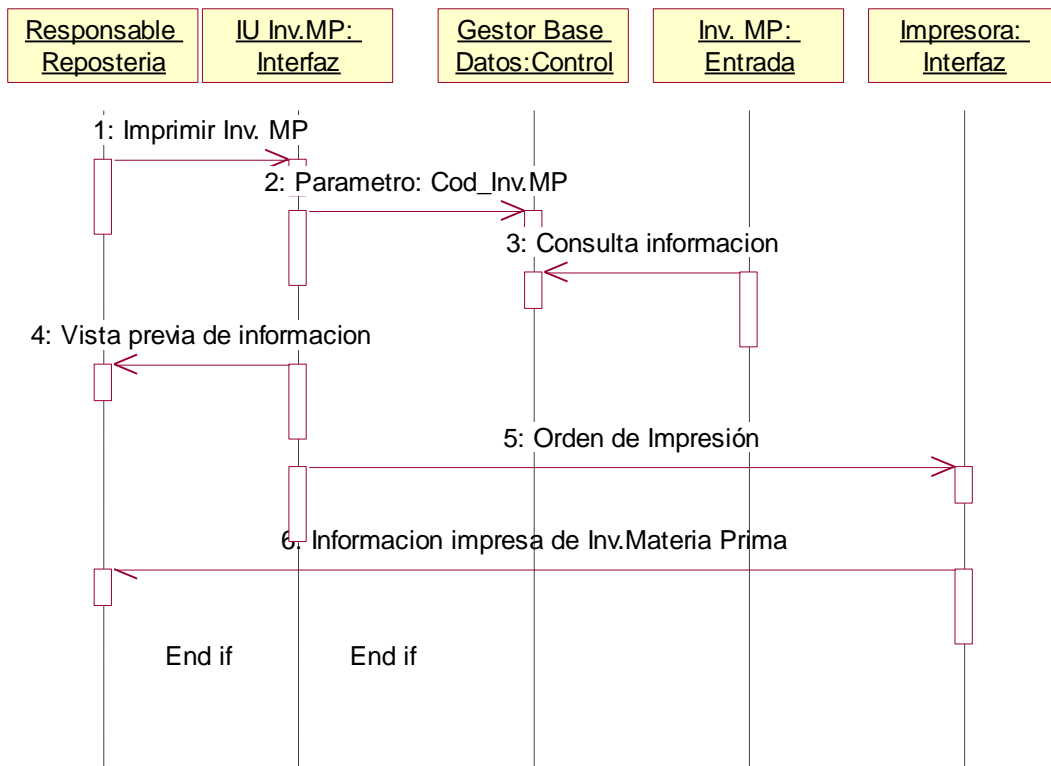 Responsable
Reposteria
IU Inv.MP:
Interfaz
Gestor Base
Datos:Control
Inv. MP:
Entrada
Impresora:
Interfaz
1: Imprimir Inv. MP
2: Parametro: Cod_Inv.MP
3: Consulta informacion
4: Vista previa de informacion
5: Orden de Impresión
6: Informacion impresa de Inv.Materia Prima
End if
End if